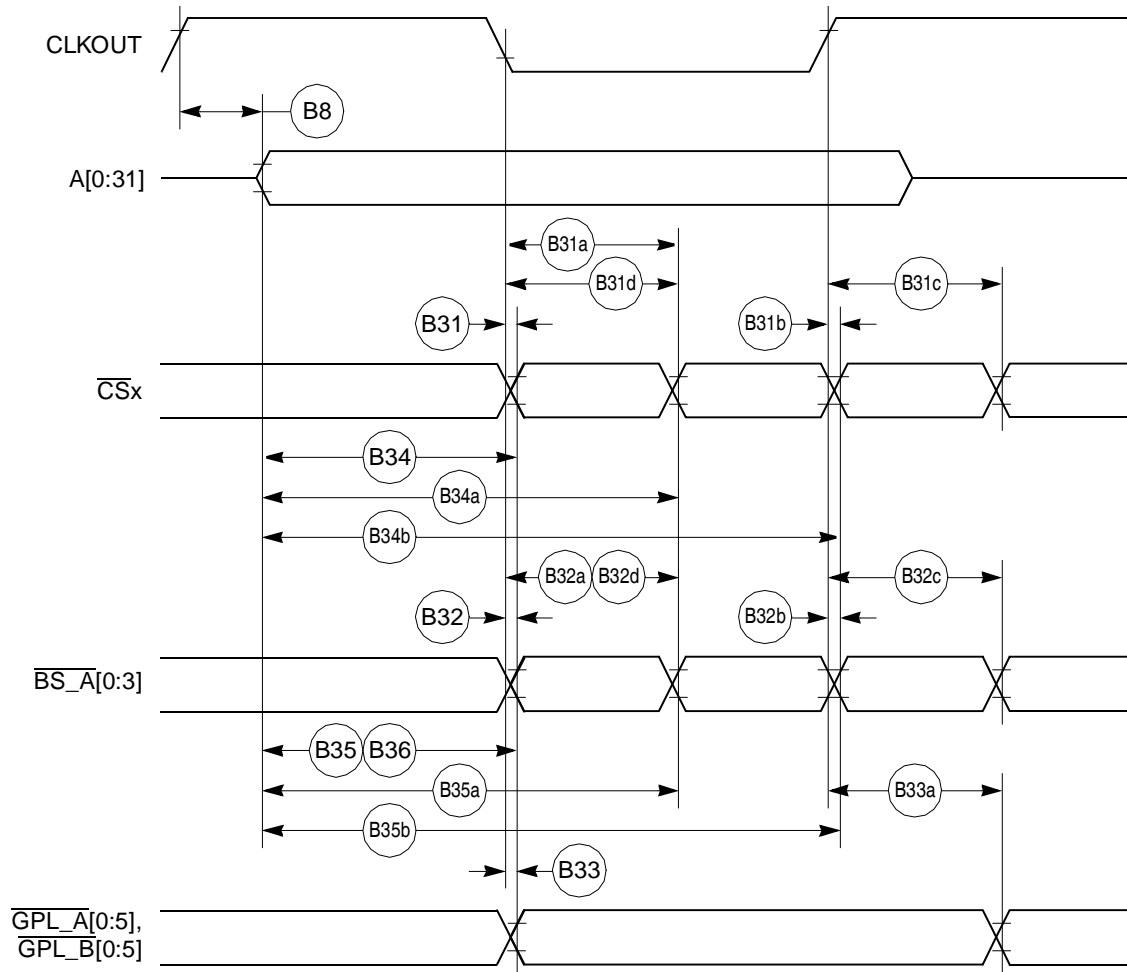 CLKOUT
B8
A[0:31]
B31a
B31d
B31c
B31
B31b
CSx
B34
B34a
B34b
B32a B32d
B32c
B32
B32b
BS_A[0:3]
B35 B36
B35a
B33a
B35b
B33
GPL_A[0:5],
GPL_B[0:5]